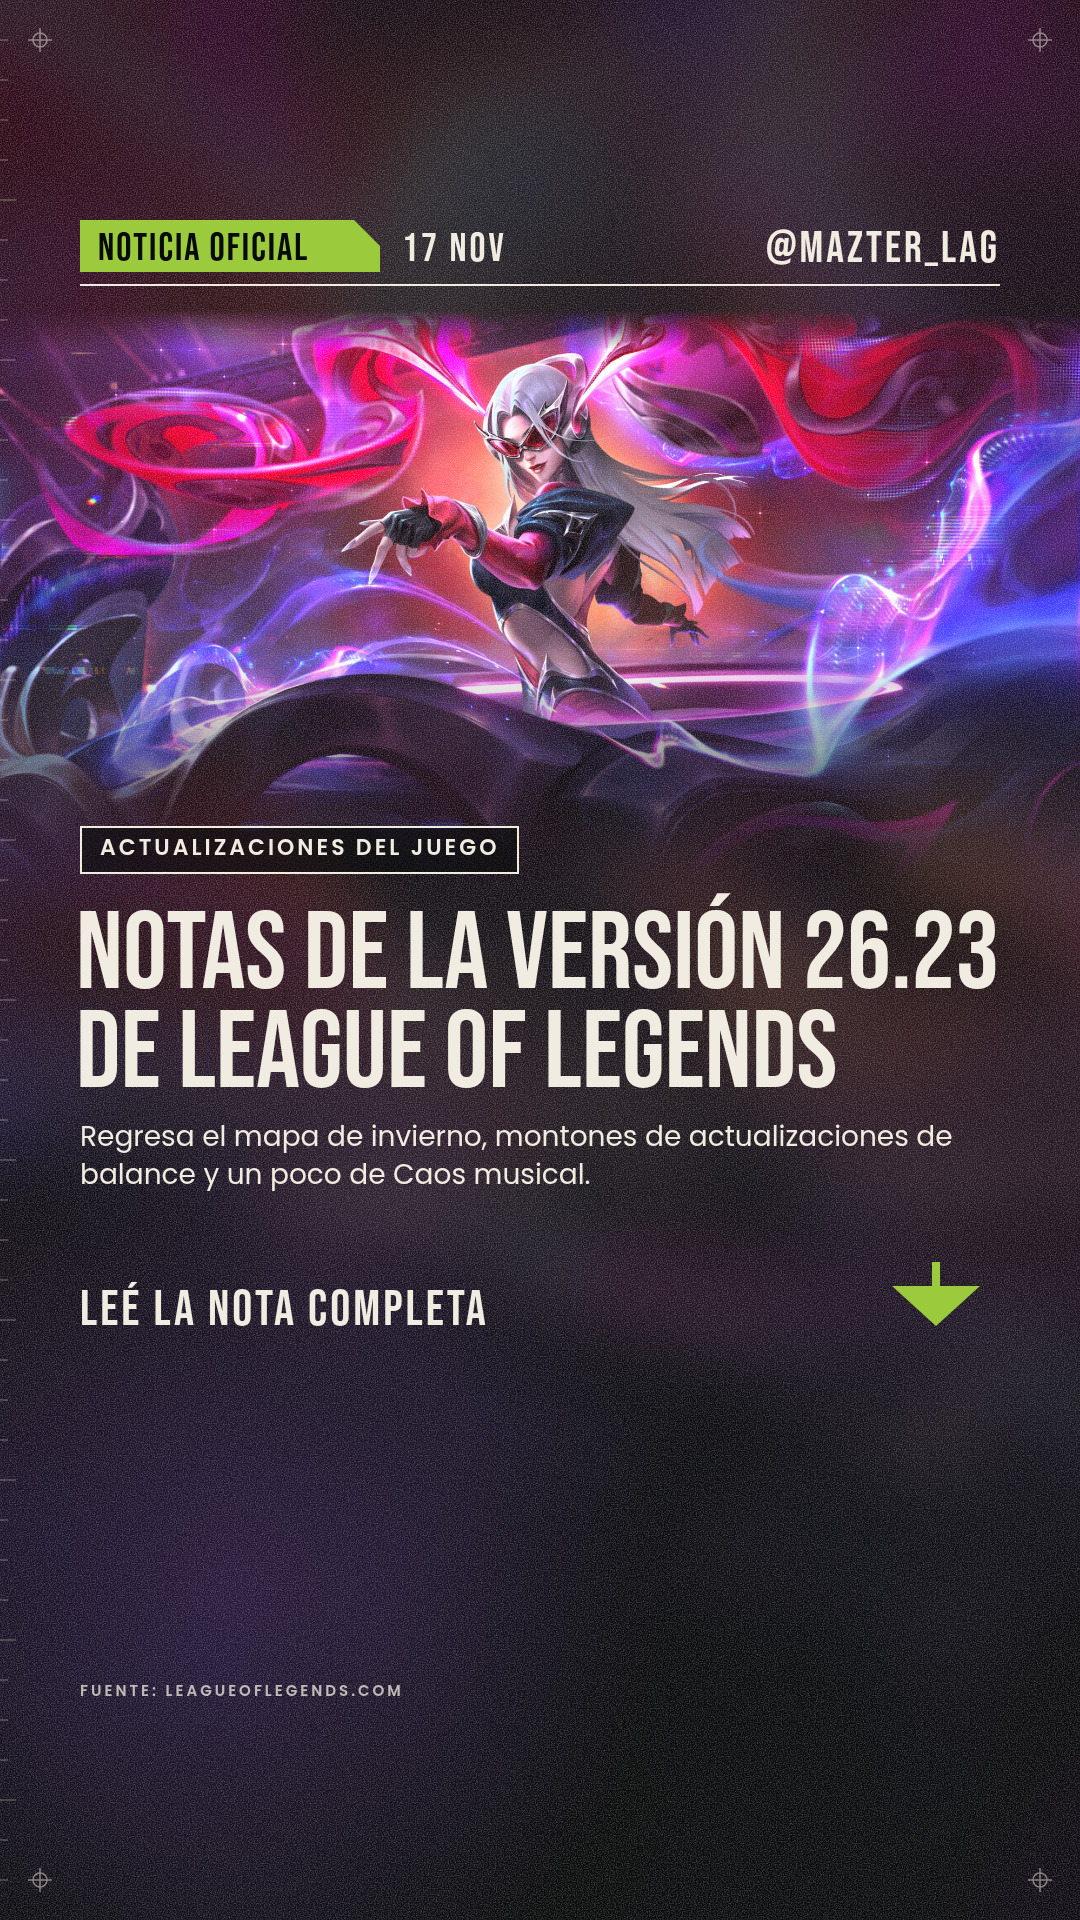 NOTICIA OFICIAL
17 NOV
@MAZTER_LAG
ACTUALIZACIONES DEL JUEGO
NOTAS DE LA VERSIÓN 26.23
DE LEAGUE OF LEGENDS
Regresa el mapa de invierno, montones de actualizaciones de
balance y un poco de Caos musical.
LEÉ LA NOTA COMPLETA
FUENTE: LEAGUEOFLEGENDS.COM